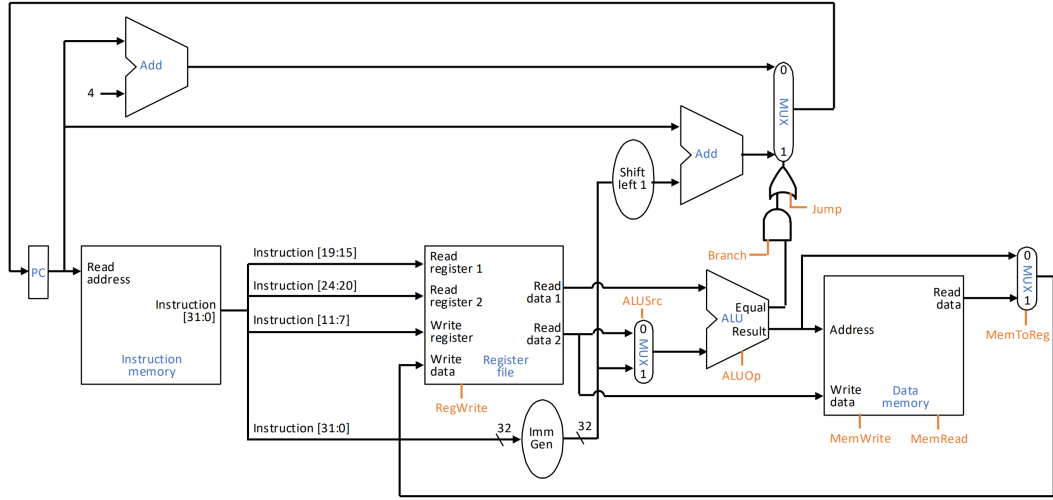 Add
4
0
MUX
1
Add
Shift
left 1
Jump
Branch
PC
Read
address
Instruction
[31:0]
Instruction
memory
Instruction [19:15]
Instruction [24:20]
Instruction [11:7]
Instruction [31:0]
Read
register 1
Read
register 2
Write
register
Write
data
Read
data 1
Read
data 2
Register
file
RegWrite
32
Imm
Gen
32
ALUSrc
0
MUX
1
Equal
ALU
Result
ALUOp
Address
Read
data
Write
data
Data
memory
MemWrite
MemRead
0
MUX
1
MemToReg